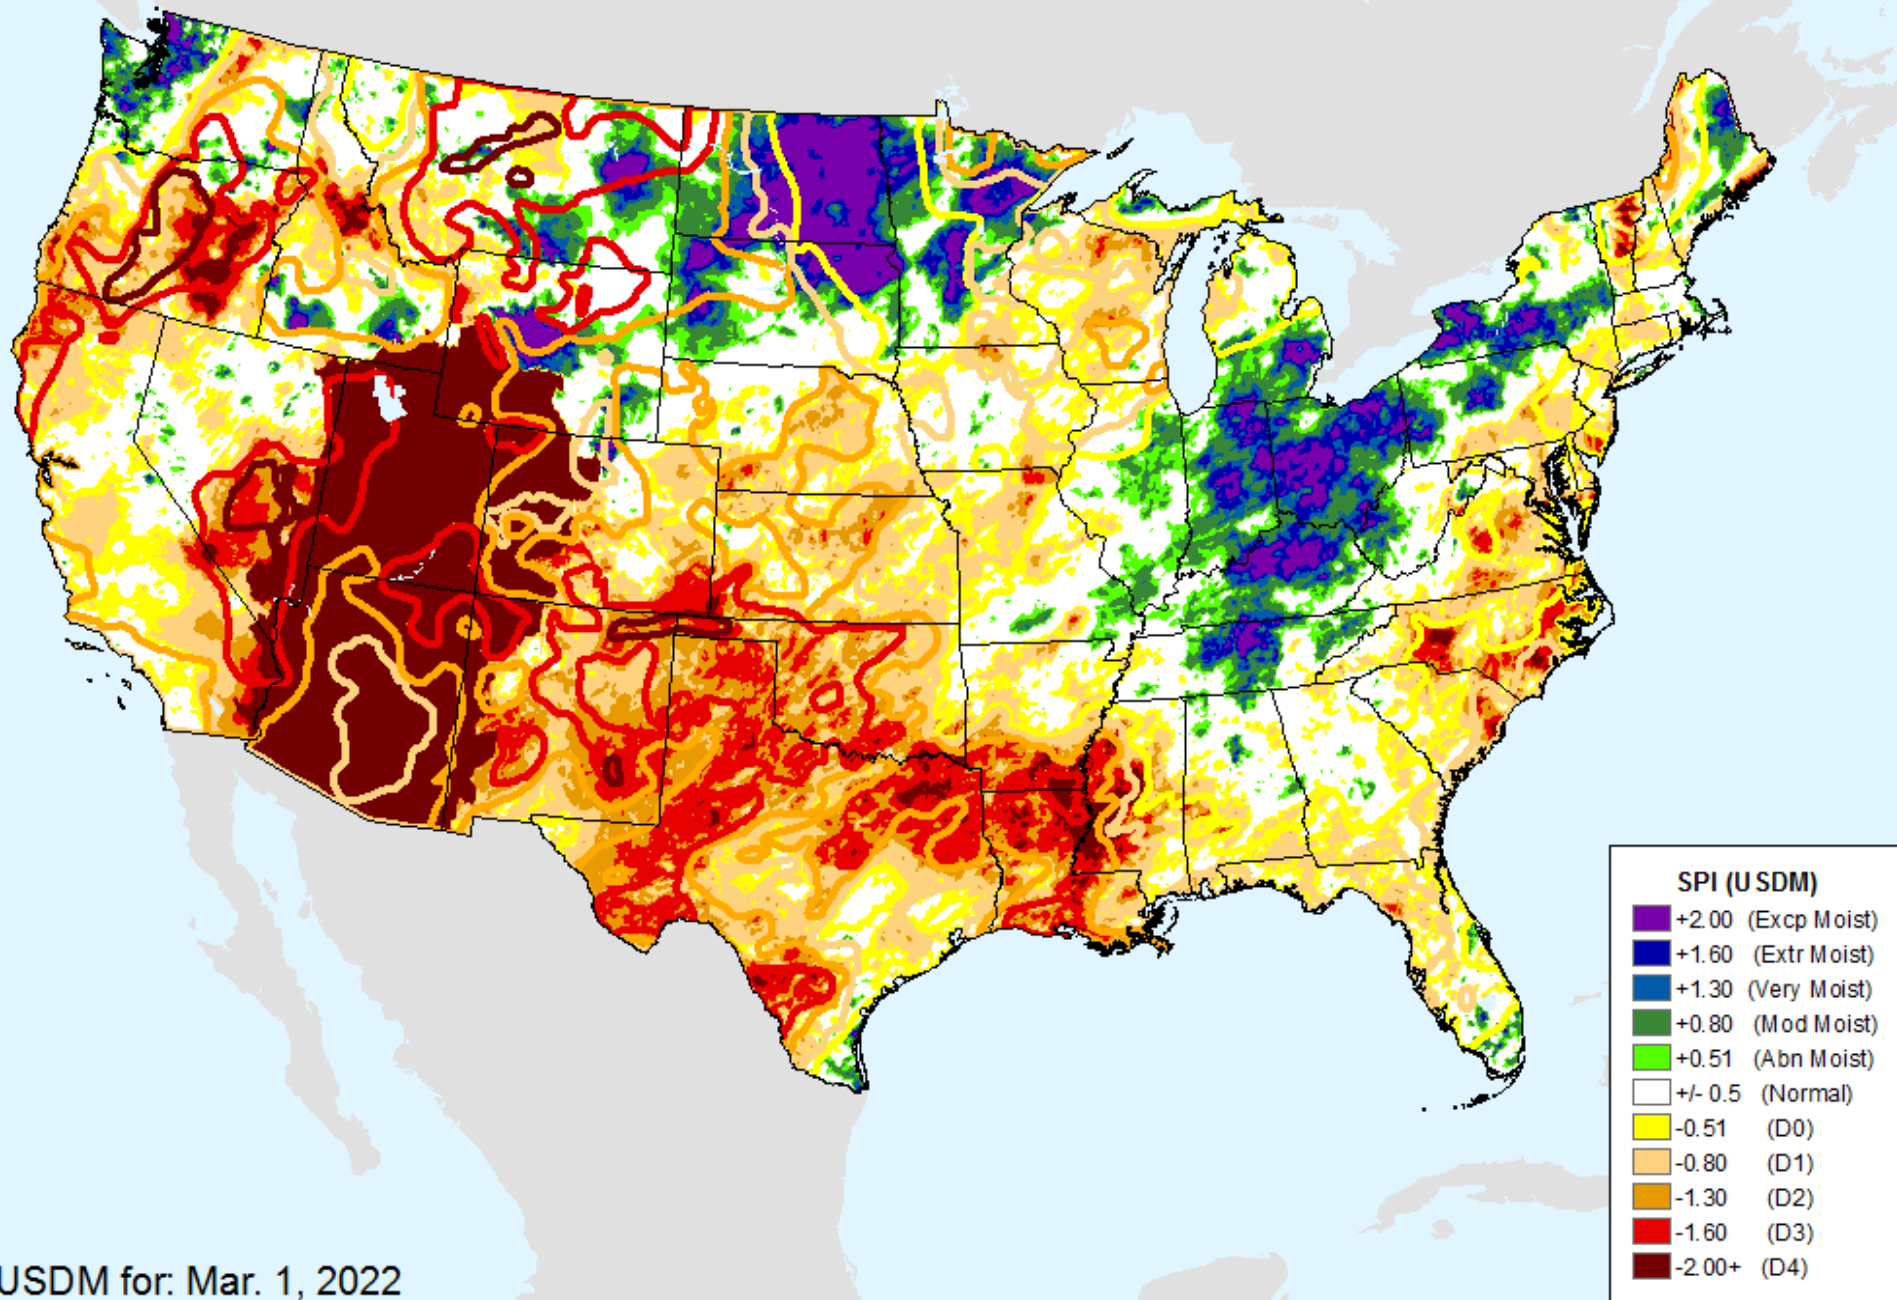 SPI (USDM)
+2.00 (Excp Moist)
+1.60 (Extr Moist)
+1.30 (Very Moist)
+0.80 (Mod Moist)
+0.51 (Abn Moist)
+/- 0.5 (Normal)
-0.51 (D0)
-0.80 (D1)
-1.30 (D2)
-1.60 (D3)
-2.00+ (D4)
USDM for: Mar. 1, 2022